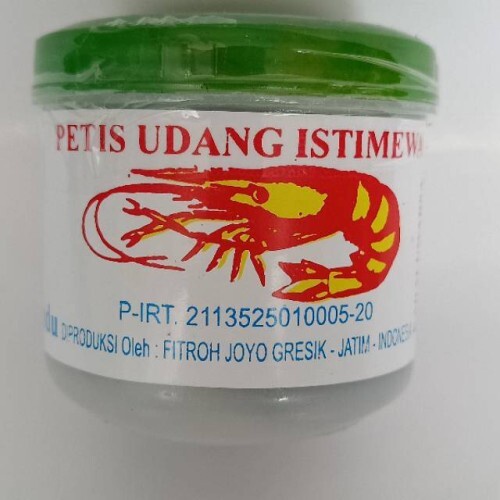 PETIS UDANG ISTIMEWA
P-IRT. 2113525010005-20
DIPRODUKSI Oleh : FITROH JOYO GRESIK - JATIM - INDONESIA